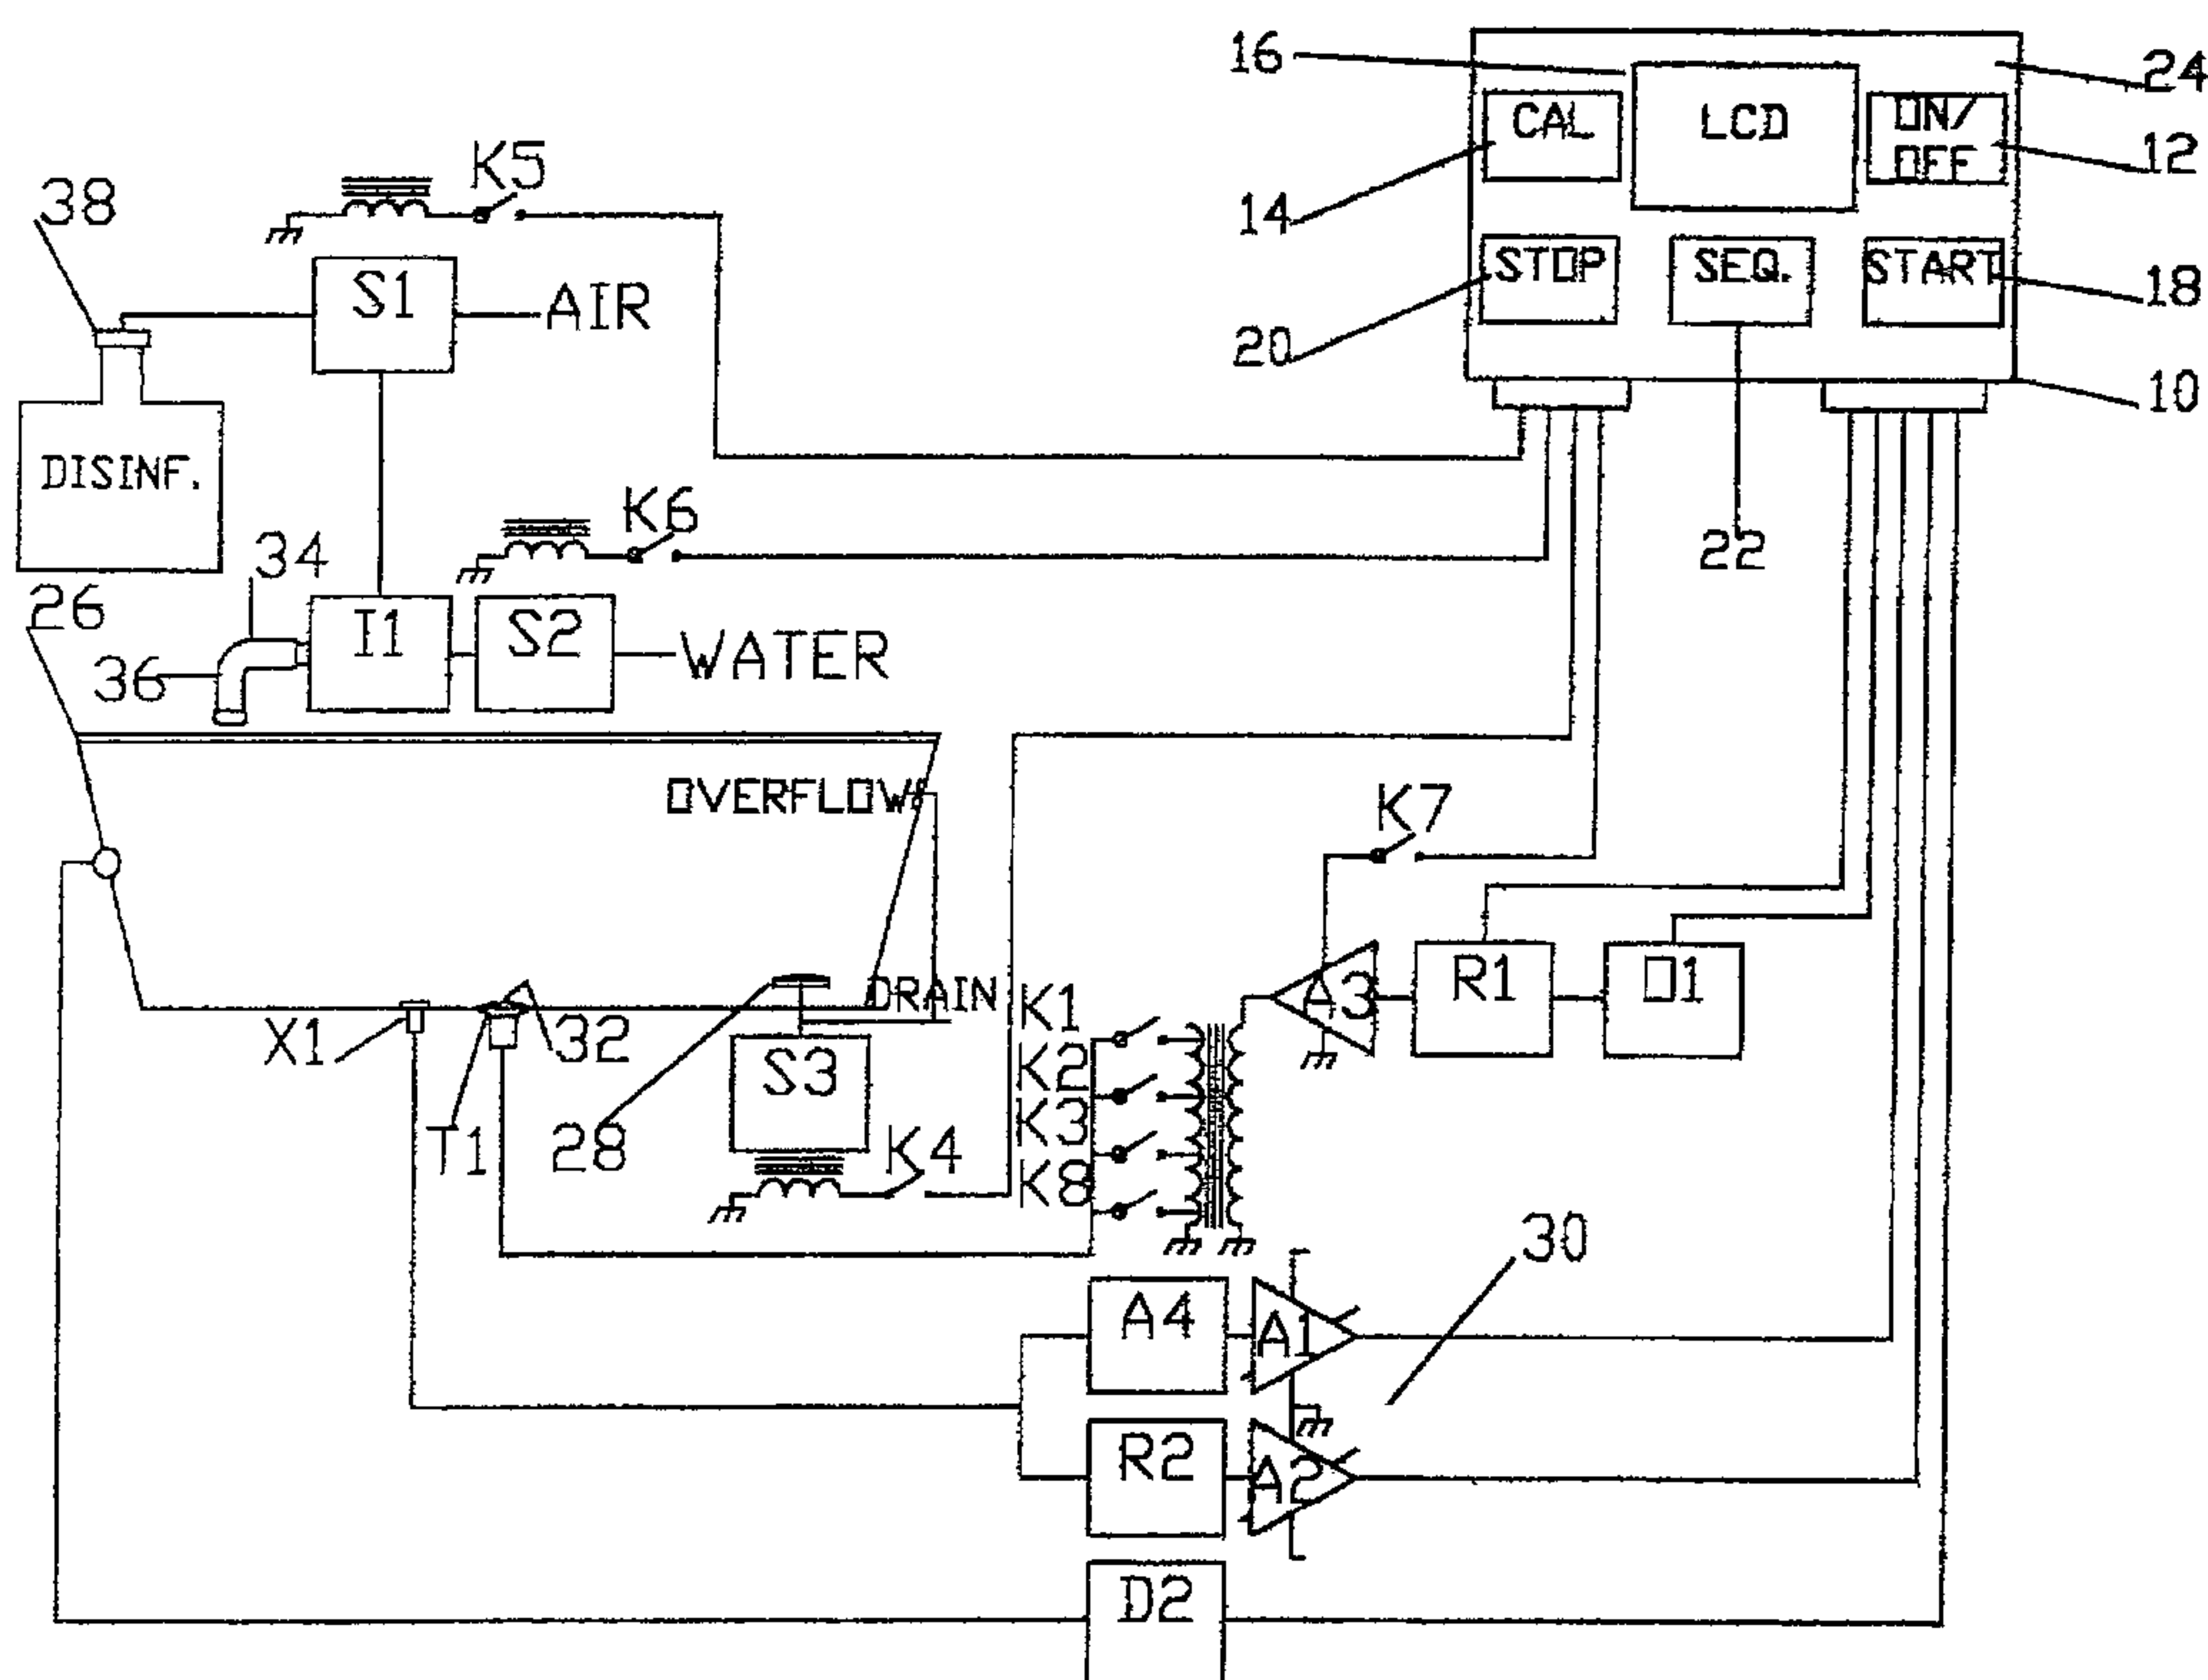 16
24
CAL
LCD
ON/
OFF
12
14
K5
38
S1
AIR
STOP
SEQ.
START
18
20
10
DISINF.
K6
22
34
26
I1
S2
WATER
36
OVERFLOW
K7
DRAIN
A3
R1
O1
X1
32
K1
K2
K3
K8
S3
T1
28
K4
30
A4
A1
R2
A2
D2